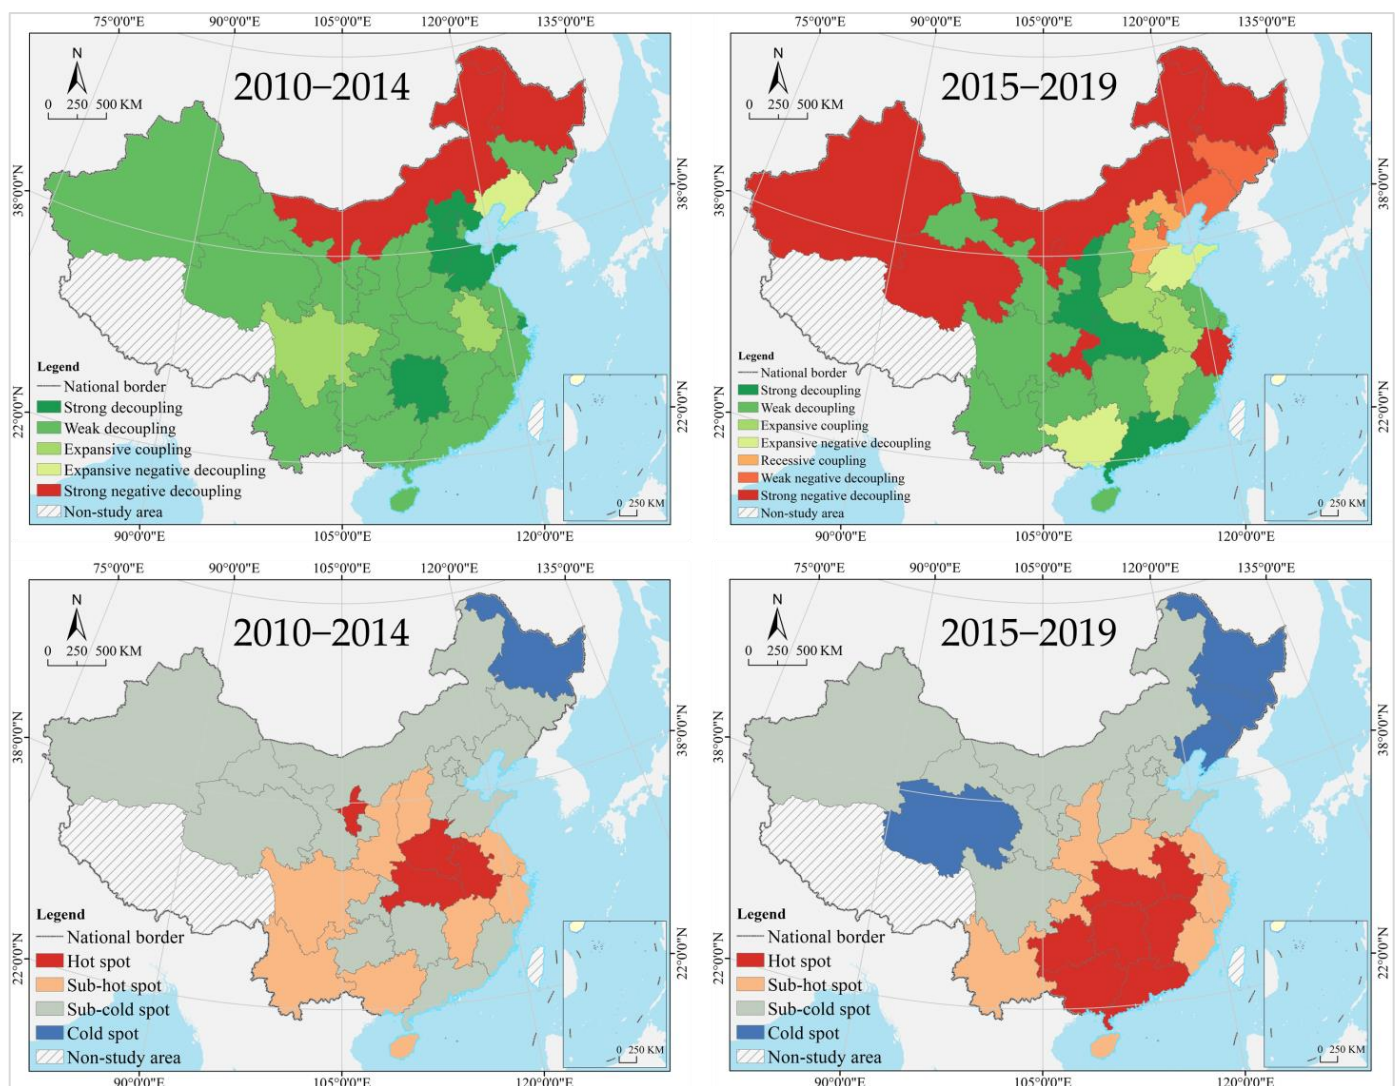 75°0'0"E 90°0'0"E 105°0'0"E 120°0'0"E 135°0'0"E
N
0 250 500 KM
2010–2014
38°0'0"N
22°0'0"N
38°0'0"N
22°0'0"N
Legend
National border
Strong decoupling
Weak decoupling
Expansive coupling
Expansive negative decoupling
Strong negative decoupling
Non-study area
0 250 KM
90°0'0"E 105°0'0"E 120°0'0"E
75°0'0"E 90°0'0"E 105°0'0"E 120°0'0"E 135°0'0"E
N
0 250 500 KM
2015–2019
38°0'0"N
22°0'0"N
38°0'0"N
22°0'0"N
Legend
National border
Strong decoupling
Weak decoupling
Expansive coupling
Expansive negative decoupling
Recessive coupling
Weak negative decoupling
Strong negative decoupling
Non-study area
0 250 KM
90°0'0"E 105°0'0"E 120°0'0"E
75°0'0"E 90°0'0"E 105°0'0"E 120°0'0"E 135°0'0"E
N
0 250 500 KM
2010–2014
38°0'0"N
22°0'0"N
38°0'0"N
22°0'0"N
Legend
National border
Hot spot
Sub-hot spot
Sub-cold spot
Cold spot
Non-study area
0 250 KM
90°0'0"E 105°0'0"E 120°0'0"E
75°0'0"E 90°0'0"E 105°0'0"E 120°0'0"E 135°0'0"E
N
0 250 500 KM
2015–2019
38°0'0"N
22°0'0"N
38°0'0"N
22°0'0"N
Legend
National border
Hot spot
Sub-hot spot
Sub-cold spot
Cold spot
Non-study area
0 250 KM
90°0'0"E 105°0'0"E 120°0'0"E